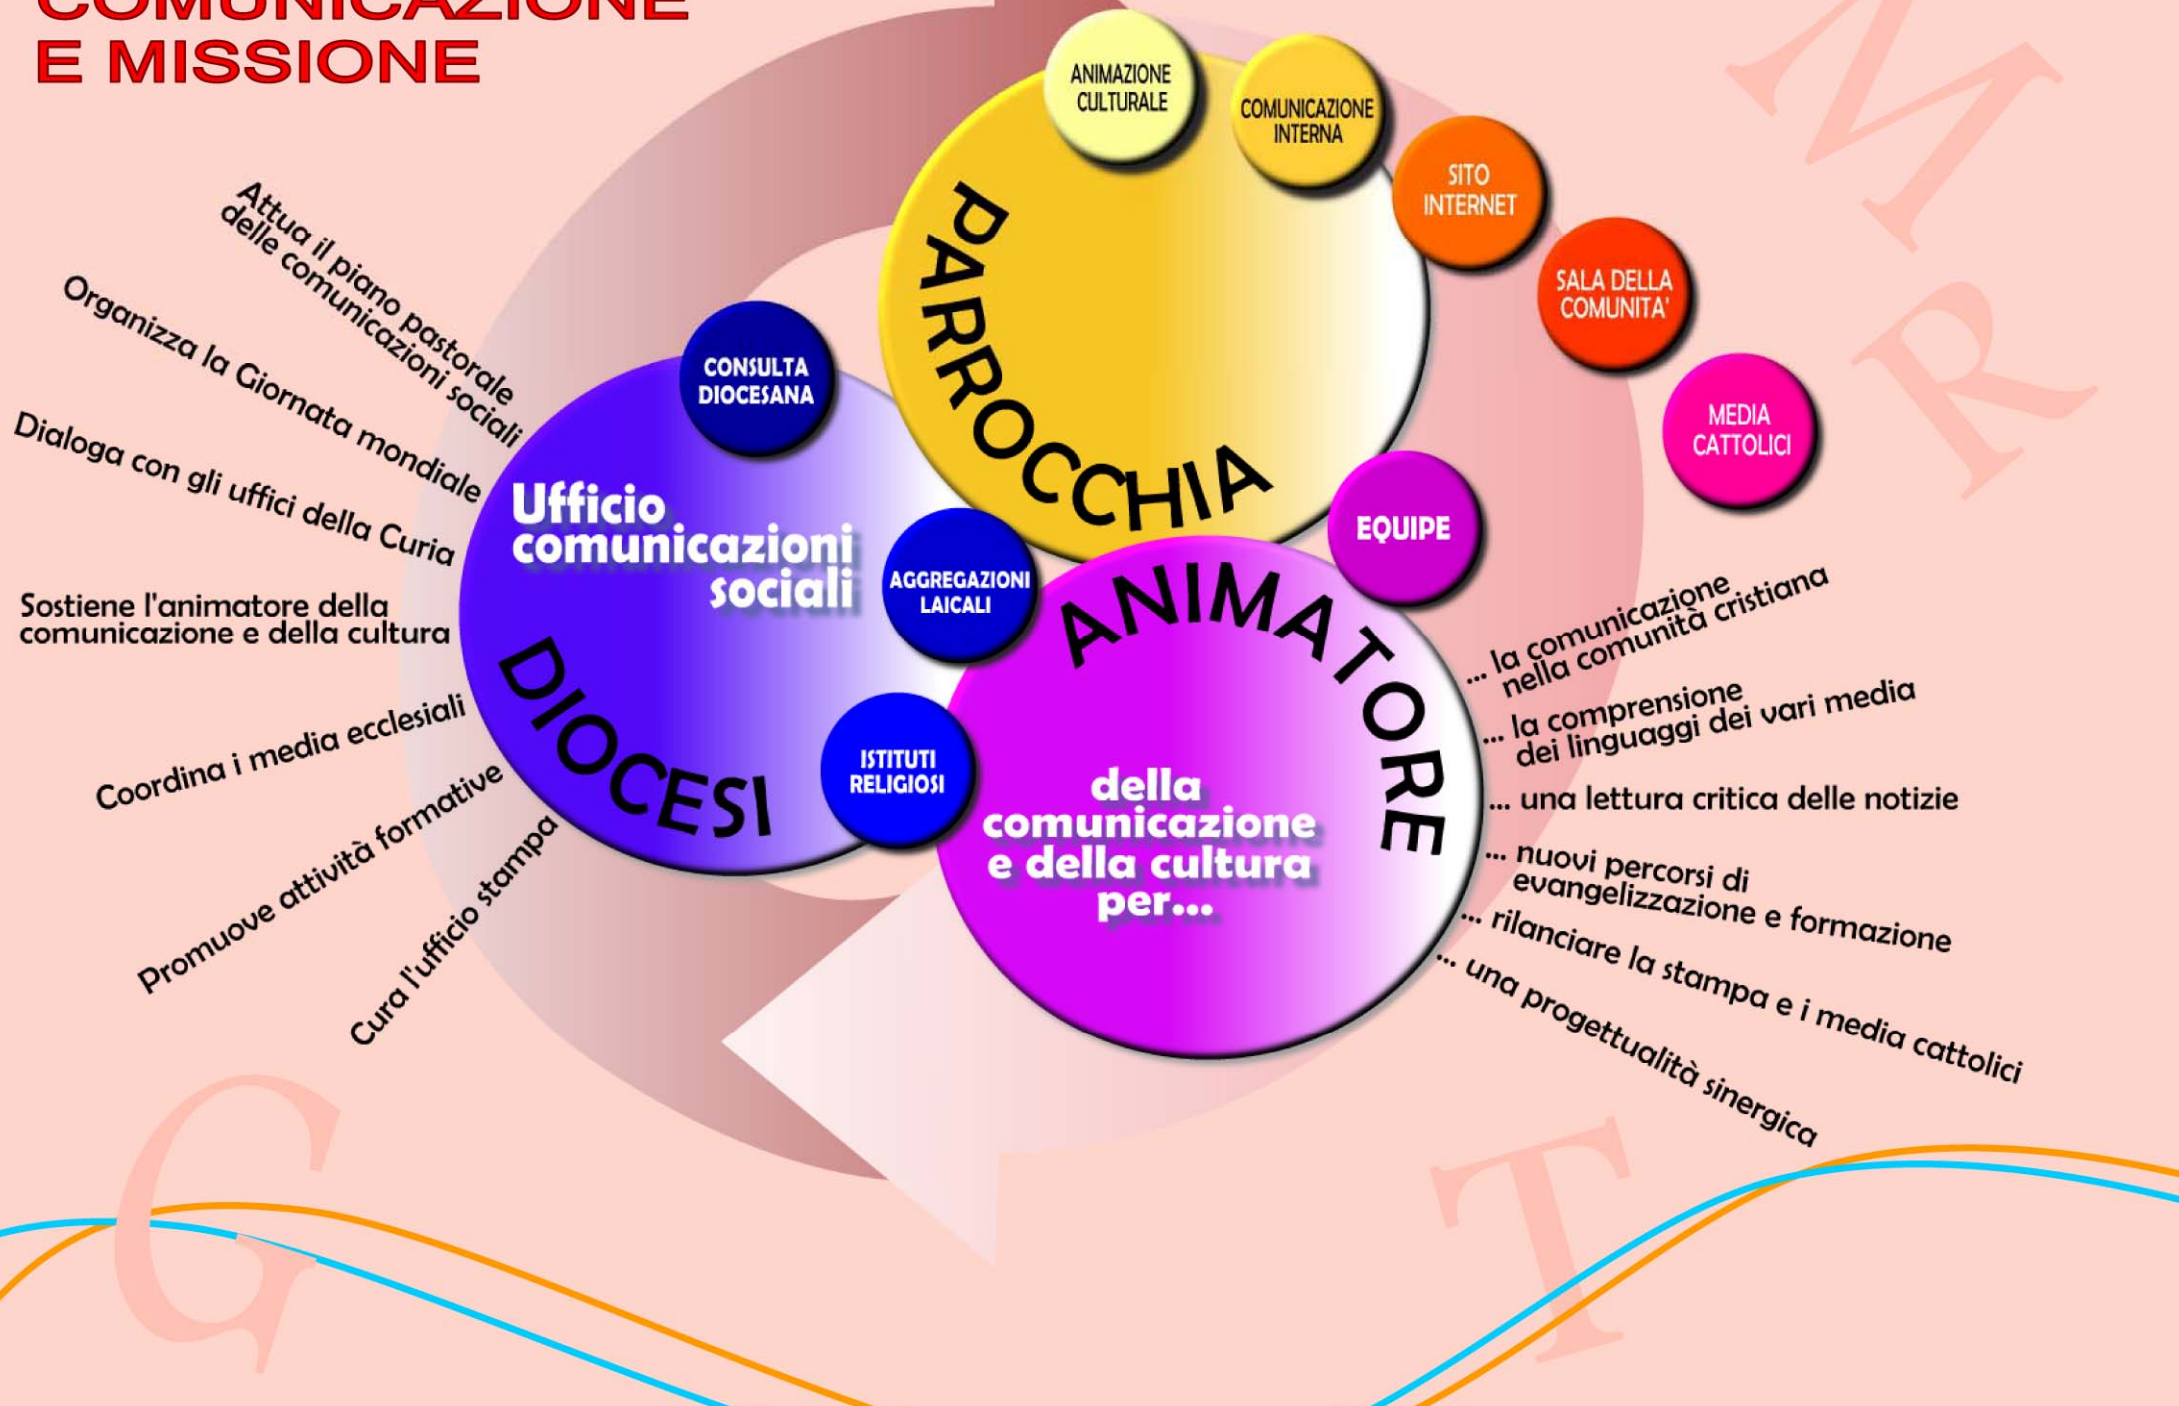 COMUNICAZIONE
E MISSIONE
ANIMAZIONE
CULTURALE
COMUNICAZIONE
INTERNA
SITO
INTERNET
SALA DELLA
COMUNITA'
MEDIA
CATTOLICI
PARROCCHIA
CONSULTA
DIOCESANA
Ufficio
comunicazioni
sociali
AGGREGAZIONI
LAICALI
ISTITUTI
RELIGIOSI
DIOCESI
Attua il piano pastorale
delle comunicazioni sociali
Organizza la Giornata mondiale
Dialoga con gli uffici della Curia
Sostiene l'animatore della
comunicazione e della cultura
Coordina i media ecclesiali
Promuove attività formative
Cura l'ufficio stampa
EQUIPE
ANIMATORE
della
comunicazione
e della cultura
per...
... la comunicazione
nella comunità cristiana
... la comprensione
dei linguaggi dei vari media
... una lettura critica delle notizie
... nuovi percorsi di
evangelizzazione e formazione
... rilanciare la stampa e i media cattolici
... una progettualità sinergica
M
R
G
T